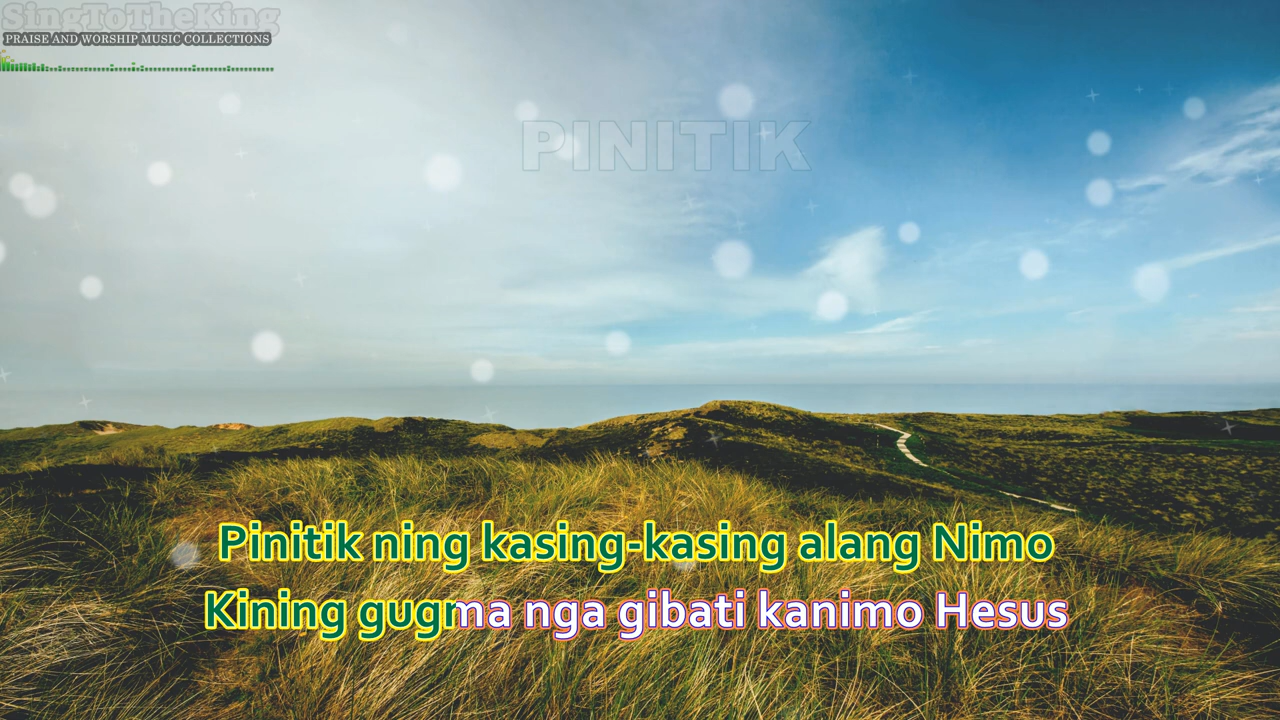 SingToTheKing
PRAISE AND WORSHIP MUSIC COLLECTIONS
PINITIK
Pinitik ning kasing-kasing alang Nimo
Kining gugma nga gibati kanimo Hesus